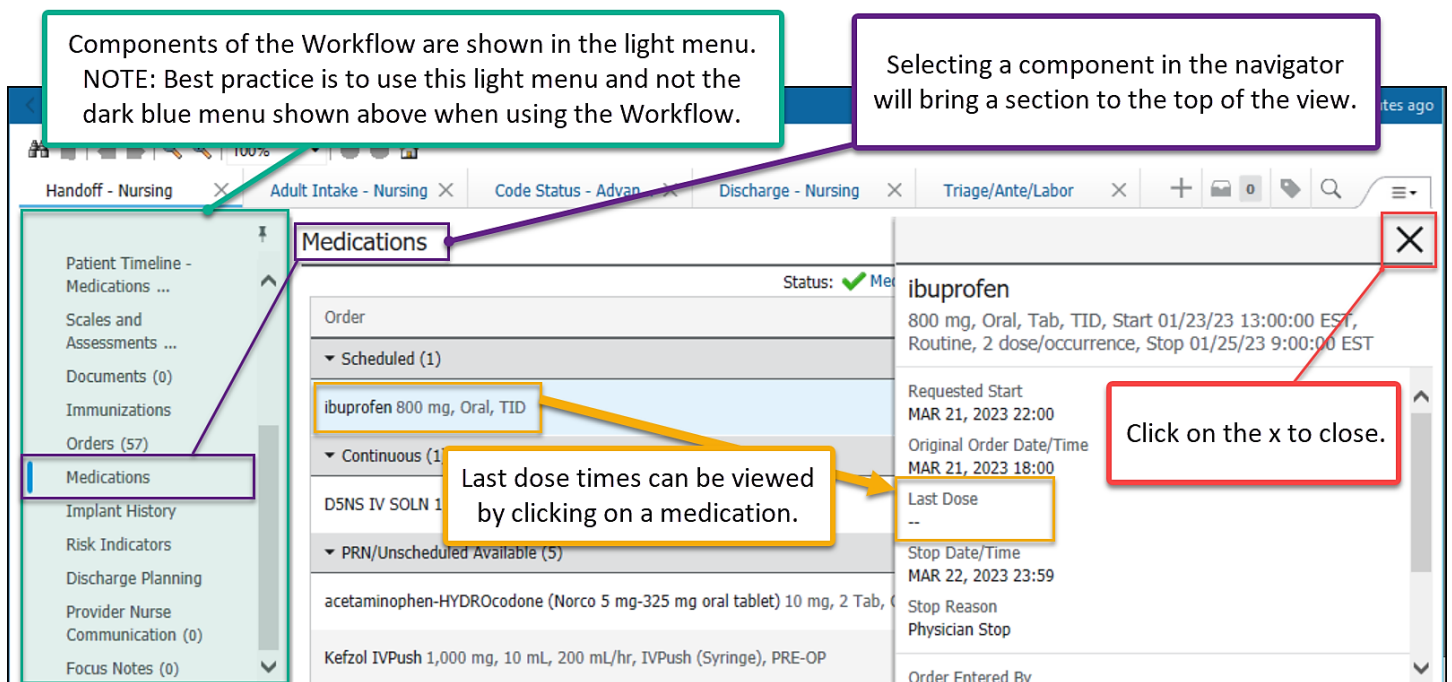 Components of the Workflow are shown in the light menu.
NOTE: Best practice is to use this light menu and not the
dark blue menu shown above when using the Workflow.
Selecting a component in the navigator
will bring a section to the top of the view.
ago
100%
Handoff - Nursing
Adult Intake - Nursing
Code Status - Advan
Discharge - Nursing
Triage/Ante/Labor
0
Patient Timeline -
Medications ...
Scales and
Assessments ...
Documents (0)
Immunizations
Orders (57)
Medications
Implant History
Risk Indicators
Discharge Planning
Provider Nurse
Communication (0)
Focus Notes (0)
Medications
Status:
Order
Scheduled (1)
ibuprofen 800 mg, Oral, TID
Continuous (1
D5NS IV SOLN 1
PRN/Unscheduled Available (5)
acetaminophen-HYDROcodone (Norco 5 mg-325 mg oral tablet) 10 mg, 2 Tab,
Kefzol IVPush 1,000 mg, 10 mL, 200 mL/hr, IVPush (Syringe), PRE-OP
Last dose times can be viewed
by clicking on a medication.
ibuprofen
800 mg, Oral, Tab, TID, Start 01/23/23 13:00:00 EST,
Routine, 2 dose/occurrence, Stop 01/25/23 9:00:00 EST
Requested Start
MAR 21, 2023 22:00
Original Order Date/Time
MAR 21, 2023 18:00
Last Dose
--
Stop Date/Time
MAR 22, 2023 23:59
Stop Reason
Physician Stop
Order Entered By
Click on the x to close.